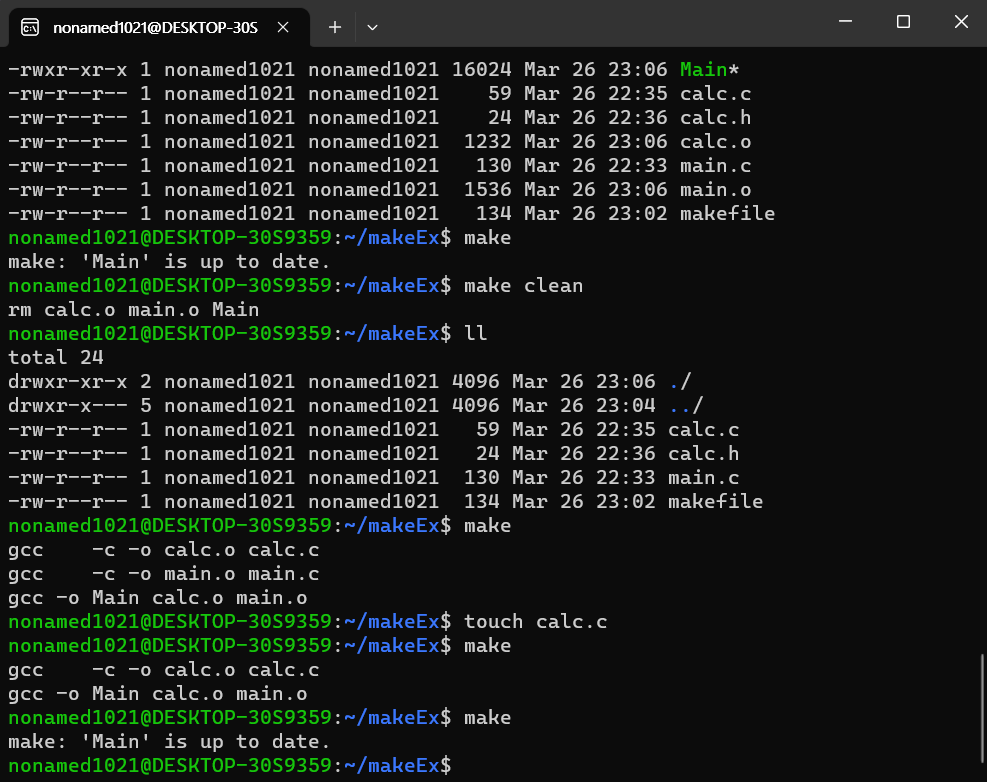 nonamed1021@DESKTOP-30S
-rwxr-xr-x 1 nonamed1021 nonamed1021 16024 Mar 26 23:06 Main*
-rw-r--r-- 1 nonamed1021 nonamed1021    59 Mar 26 22:35 calc.c
-rw-r--r-- 1 nonamed1021 nonamed1021    24 Mar 26 22:36 calc.h
-rw-r--r-- 1 nonamed1021 nonamed1021  1232 Mar 26 23:06 calc.o
-rw-r--r-- 1 nonamed1021 nonamed1021   130 Mar 26 22:33 main.c
-rw-r--r-- 1 nonamed1021 nonamed1021  1536 Mar 26 23:06 main.o
-rw-r--r-- 1 nonamed1021 nonamed1021   134 Mar 26 23:02 makefile
nonamed1021@DESKTOP-30S9359:~/makeEx$ make
make: 'Main' is up to date.
nonamed1021@DESKTOP-30S9359:~/makeEx$ make clean
rm calc.o main.o Main
nonamed1021@DESKTOP-30S9359:~/makeEx$ ll
total 24
drwxr-xr-x 2 nonamed1021 nonamed1021 4096 Mar 26 23:06 ./
drwxr-x--- 5 nonamed1021 nonamed1021 4096 Mar 26 23:04 ../
-rw-r--r-- 1 nonamed1021 nonamed1021   59 Mar 26 22:35 calc.c
-rw-r--r-- 1 nonamed1021 nonamed1021   24 Mar 26 22:36 calc.h
-rw-r--r-- 1 nonamed1021 nonamed1021  130 Mar 26 22:33 main.c
-rw-r--r-- 1 nonamed1021 nonamed1021  134 Mar 26 23:02 makefile
nonamed1021@DESKTOP-30S9359:~/makeEx$ make
gcc    -c -o calc.o calc.c
gcc    -c -o main.o main.c
gcc -o Main calc.o main.o
nonamed1021@DESKTOP-30S9359:~/makeEx$ touch calc.c
nonamed1021@DESKTOP-30S9359:~/makeEx$ make
gcc    -c -o calc.o calc.c
gcc -o Main calc.o main.o
nonamed1021@DESKTOP-30S9359:~/makeEx$ make
make: 'Main' is up to date.
nonamed1021@DESKTOP-30S9359:~/makeEx$